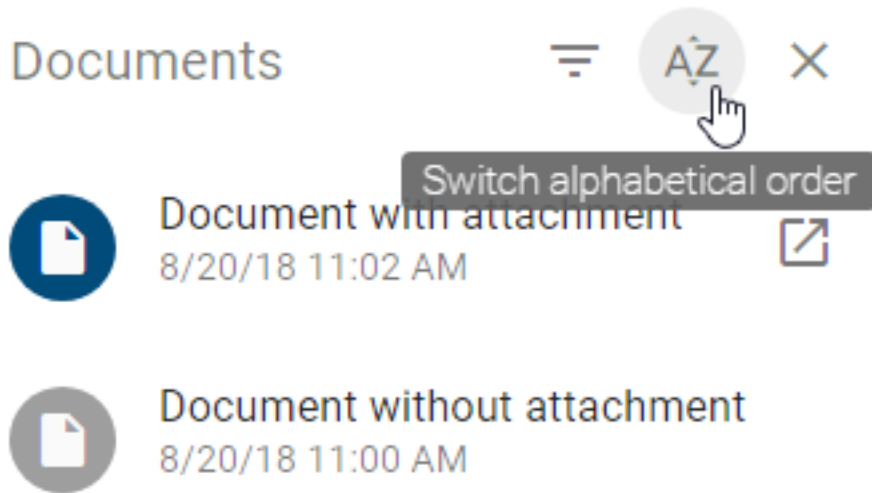 Documents AZ
Switch alphabetical order
Document with attachment
8/20/18 11:02 AM
Document without attachment
8/20/18 11:00 AM